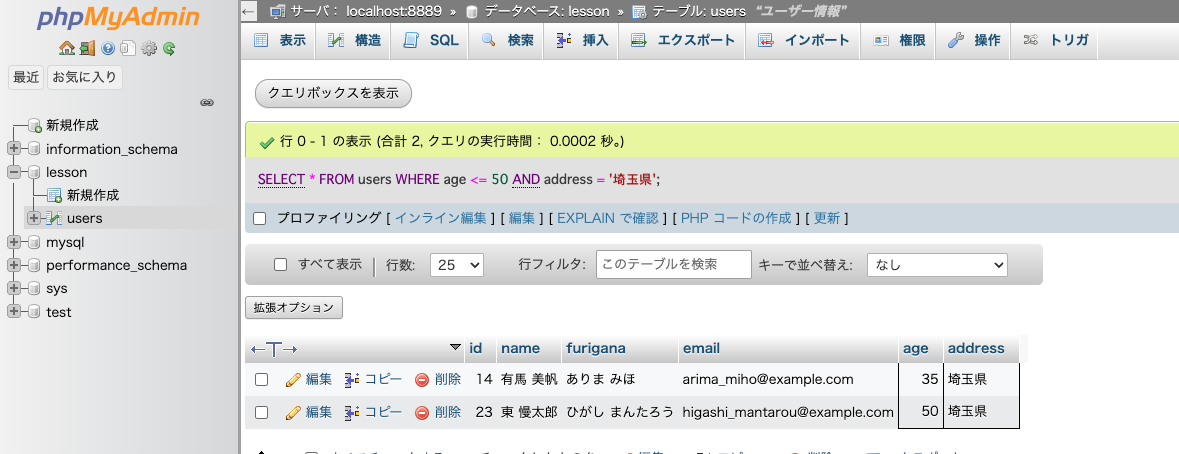 phpMyAdmin
最近 お気に入り
新規作成
information_schema
lesson
新規作成
users
mysql
performance_schema
sys
test
サーバ: localhost:8889 » データベース: lesson » テーブル: users “ユーザー情報”
表示 構造 SQL 検索 挿入 エクスポート インポート 権限 操作 トリガ
クエリボックスを表示
行 0 - 1 の表示 (合計 2, クエリの実行時間: 0.0002 秒。)
SELECT * FROM users WHERE age <= 50 AND address = '埼玉県';
プロファイリング [ インライン編集 ] [ 編集 ] [ EXPLAIN で確認 ] [ PHP コードの作成 ] [ 更新 ]
すべて表示 行数: 25 行フィルタ: このテーブルを検索 キーで並べ替え: なし
拡張オプション
←T→ id name furigana email age address
編集 コピー 削除 14 有馬 美帆 ありま みほ arima_miho@example.com 35 埼玉県
編集 コピー 削除 23 東 慢太郎 ひがし まんたろう higashi_mantarou@example.com 50 埼玉県